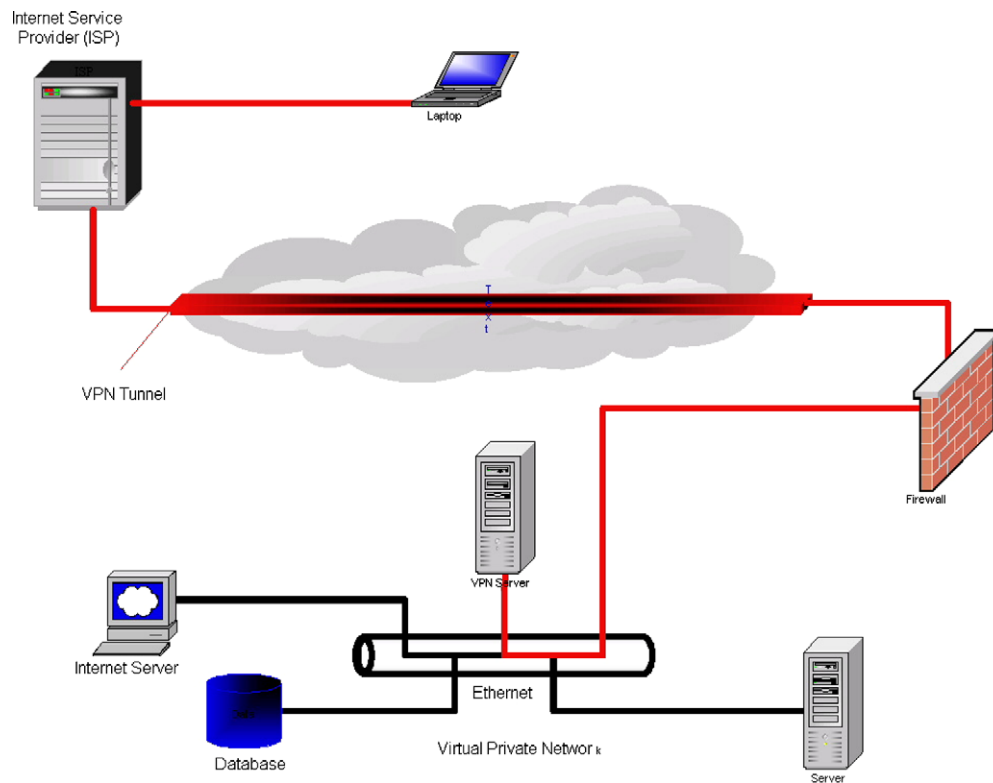 Internet Service
Provider (ISP)
ISP
Laptop
T
e
x
t
VPN Tunnel
Firewall
VPN Server
Internet Server
Ethernet
Database
Virtual Private Networ k
Server